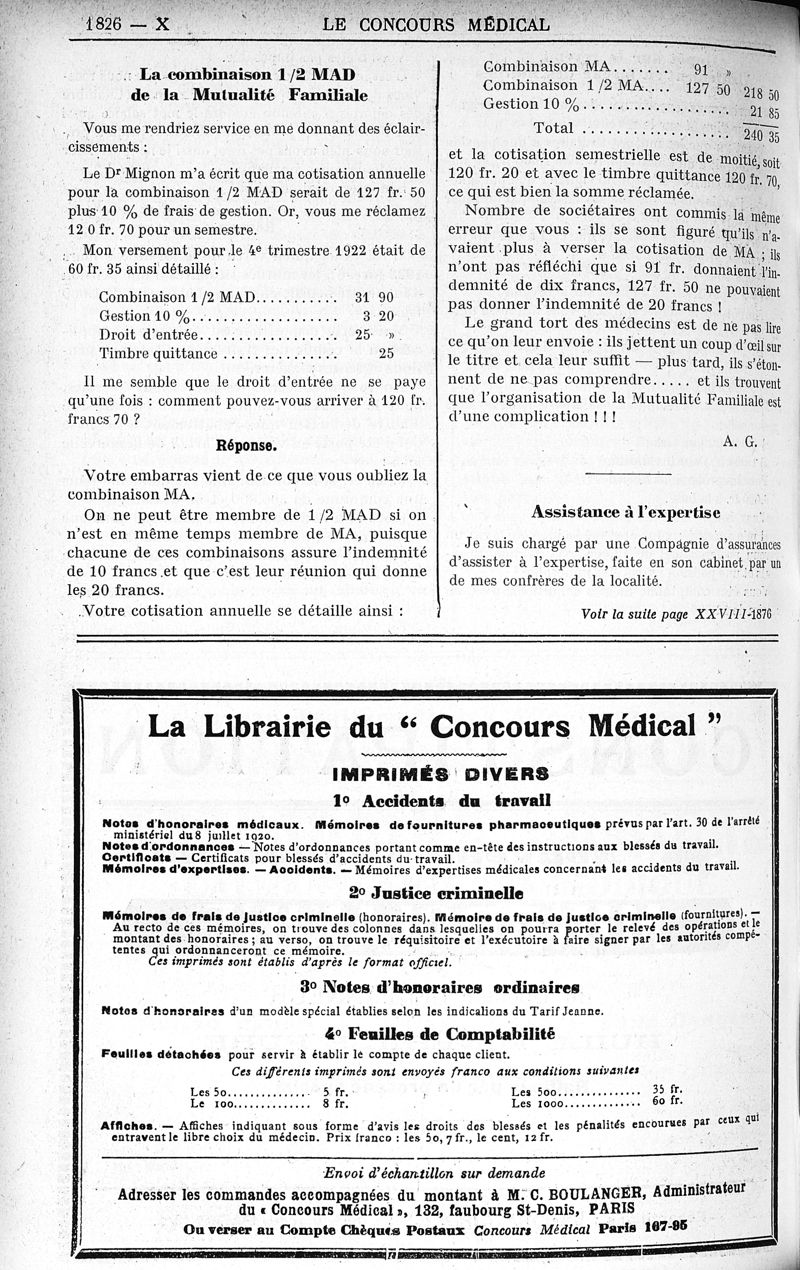 1826 — X LE CONCOURS MÉDICAL
La combinaison 1/2 MAD
de la Mutualité Familiale
Vous me rendriez service en me donnant des éclair-
cissements :
Le Dr Mignon m'a écrit que ma cotisation annuelle
pour la combinaison 1/2 MAD serait de 127 fr. 50
plus 10 % de frais de gestion. Or, vous me réclamez
12 0 fr. 70 pour un semestre.
Mon versement pour le 4e trimestre 1922 était de
60 fr. 35 ainsi détaillé :
Combinaison 1/2 MAD........... 31 90
Gestion 10 %.................... 3 20
Droit d'entrée................... 25 »
Timbre quittance ............... 25
Il me semble que le droit d'entrée ne se paye
qu'une fois : comment pouvez-vous arriver à 120 fr.
francs 70 ?
Réponse.
Votre embarras vient de ce que vous oubliez la
combinaison MA.
On ne peut être membre de 1/2 MAD si on
n'est en même temps membre de MA, puisque
chacune de ces combinaisons assure l'indemnité
de 10 francs et que c'est leur réunion qui donne
les 20 francs.
Votre cotisation annuelle se détaille ainsi :
Combinaison MA....... 91 »
Combinaison 1/2 MA.... 127 50 218 50
Gestion 10 %................... 21 85
Total .................. 240 35
et la cotisation semestrielle est de moitié, soit
120 fr. 20 et avec le timbre quittance 120 fr. 70,
ce qui est bien la somme réclamée.
Nombre de sociétaires ont commis la même
erreur que vous : ils se sont figuré qu'ils n'a-
vaient plus à verser la cotisation de MA ; ils
n'ont pas réfléchi que si 91 fr. donnaient l'in-
demnité de dix francs, 127 fr. 50 ne pouvaient
pas donner l'indemnité de 20 francs !
Le grand tort des médecins est de ne pas lire
ce qu'on leur envoie : ils jettent un coup d'œil sur
le titre et cela leur suffit — plus tard, ils s'éton-
nent de ne pas comprendre..... et ils trouvent
que l'organisation de la Mutualité Familiale est
d'une complication ! ! !
A. G.
Assistance à l'expertise
Je suis chargé par une Compagnie d'assurances
d'assister à l'expertise, faite en son cabinet par un
de mes confrères de la localité.
Voir la suite page XXVIII-1876
La Librairie du “ Concours Médical ”
IMPRIMÉS DIVERS
1o Accidents du travail
Notes d'honoraires médicaux. Mémoires de fournitures pharmaceutiques prévus par l'art. 30 de l'arrêté
ministériel du 8 juillet 1920.
Notes d'ordonnances — Notes d'ordonnances portant comme en-tête des instructions aux blessés du travail.
Certificats — Certificats pour blessés d'accidents du travail.
Mémoires d'expertises. — Accidents. — Mémoires d'expertises médicales concernant les accidents du travail.
2o Justice criminelle
Mémoires de frais de justice criminelle (honoraires). Mémoire de frais de justice criminelle (fournitures). —
Au recto de ces mémoires, on trouve des colonnes dans lesquelles on pourra porter le relevé des opérations et le
montant des honoraires ; au verso, on trouve le réquisitoire et l'exécutoire à faire signer par les autorités compé-
tentes qui ordonnanceront ce mémoire.
Ces imprimés sont établis d'après le format officiel.
3o Notes d'honoraires ordinaires
Notes d'honoraires d'un modèle spécial établies selon les indications du Tarif Jeanne.
4o Feuilles de Comptabilité
Feuilles détachées pour servir à établir le compte de chaque client.
Ces différents imprimés sont envoyés franco aux conditions suivantes
Les 50............. 5 fr. Les 500.............. 35 fr.
Le 100............. 8 fr. Les 1000............. 60 fr.
Affiches. — Affiches indiquant sous forme d'avis les droits des blessés et les pénalités encourues par ceux qui
entravent le libre choix du médecin. Prix franco : les 50, 7 fr., le cent, 12 fr.
Envoi d'échantillon sur demande
Adresser les commandes accompagnées du montant à M. C. BOULANGER, Administrateur
du « Concours Médical », 132, faubourg St-Denis, PARIS
Ou verser au Compte Chèques Postaux Concours Médical Paris 167-95